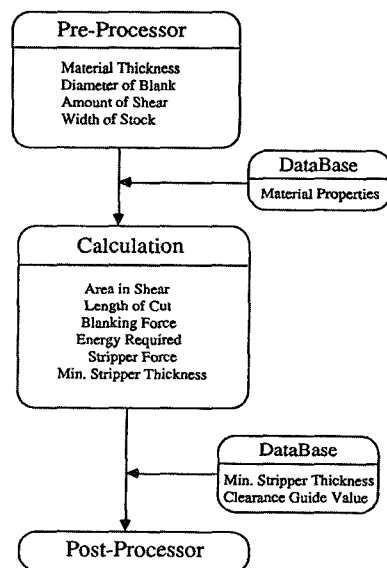 Pre-Processor
Material Thickness
Diameter of Blank
Amount of Shear
Width of Stock
DataBase
Material Properties
Calculation
Area in Shear
Length of Cut
Blanking Force
Energy Required
Stripper Force
Min. Stripper Thickness
DataBase
Min. Stripper Thickness
Clearance Guide Value
Post-Processor